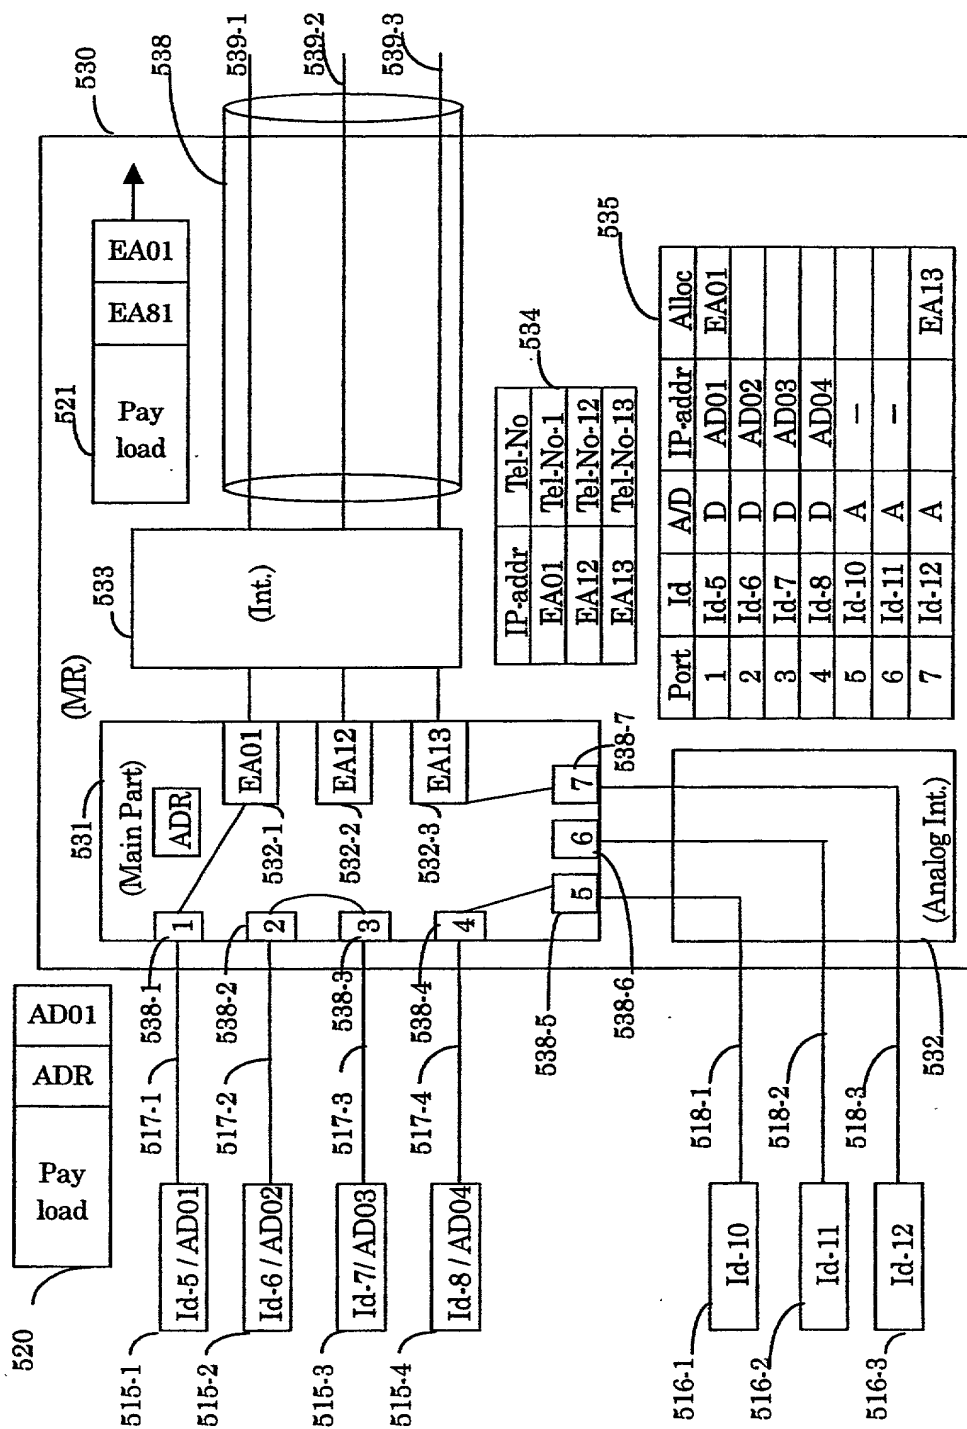 520
Pay
load
ADR
AD01
521
Pay
load
EA81
EA01
530
538
539-1
539-2
539-3
(MR)
531
(Main Part)
ADR
533
(Int.)
515-1
Id-5 / AD01
517-1
538-1
1
EA01
532-1
515-2
Id-6 / AD02
517-2
538-2
2
EA12
532-2
515-3
Id-7/ AD03
517-3
538-3
3
EA13
532-3
515-4
Id-8 / AD04
517-4
538-4
4
5
6
7
538-5
538-6
538-7
534
IP-addr Tel-No
EA01 Tel-No-1
EA12 Tel-No-12
EA13 Tel-No-13
535
Port Id A/D IP-addr Alloc
1 Id-5 D AD01 EA01
2 Id-6 D AD02
3 Id-7 D AD03
4 Id-8 D AD04
5 Id-10 A –
6 Id-11 A –
7 Id-12 A EA13
516-1
Id-10
518-1
516-2
Id-11
518-2
516-3
Id-12
518-3
532
(Analog Int.)